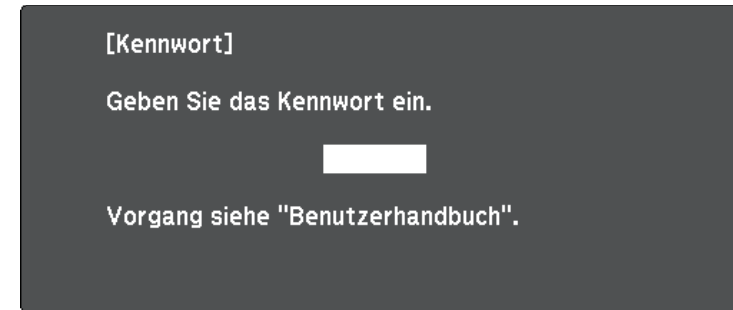 [Kennwort]
Geben Sie das Kennwort ein.
Vorgang siehe "Benutzerhandbuch".